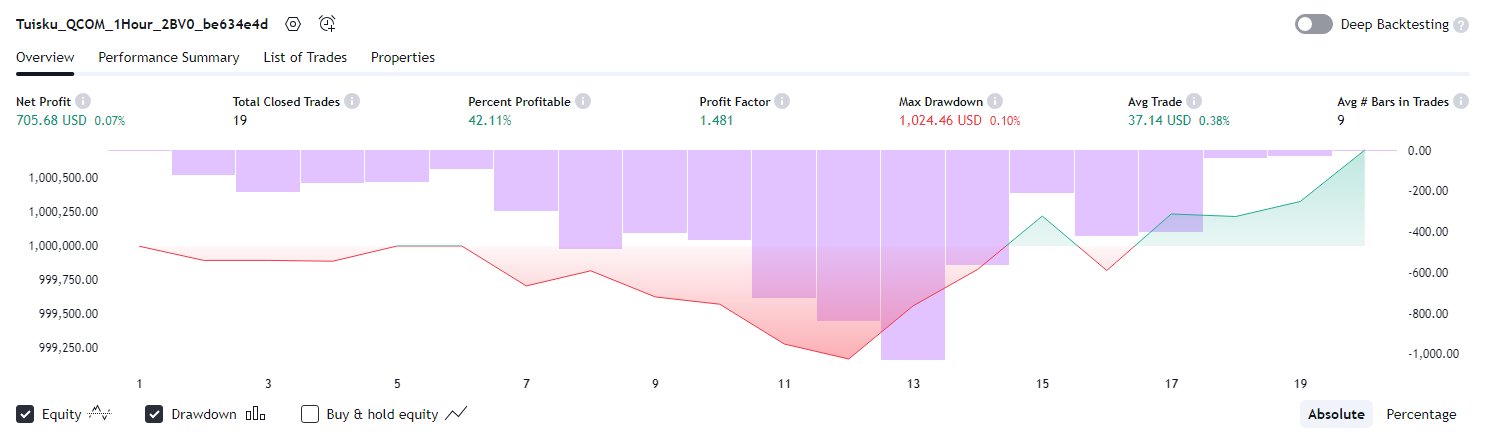 Tuisku_QCOM_1Hour_2BV0_be634e4d Deep Backtesting ?
Overview Performance Summary List of Trades Properties
Net Profit i Total Closed Trades i Percent Profitable i Profit Factor i Max Drawdown i Avg Trade i Avg # Bars in Trades i
705.68 USD 0.07% 19 42.11% 1.481 1,024.46 USD 0.10% 37.14 USD 0.38% 9
0.00
1,000,500.00
-200.00
1,000,250.00
-400.00
1,000,000.00
-600.00
999,750.00
-800.00
999,500.00
999,250.00 -1,000.00
1 3 5 7 9 11 13 15 17 19
Equity Drawdown Buy & hold equity Absolute Percentage